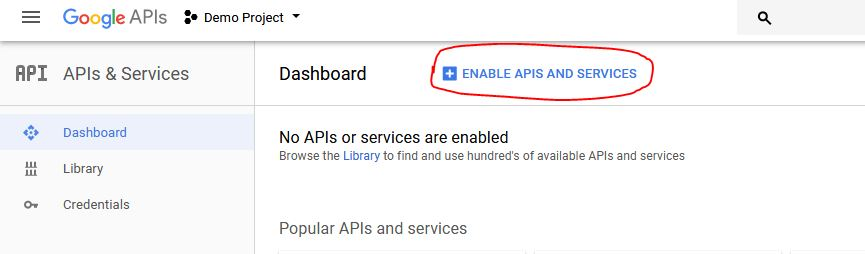 Google APIs
Demo Project
API
APIs & Services
Dashboard
ENABLE APIS AND SERVICES
Dashboard
Library
Credentials
No APIs or services are enabled
Browse the Library to find and use hundred's of available APIs and services
Popular APIs and services